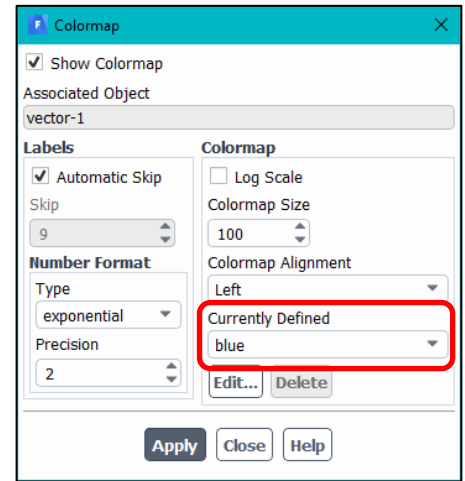 Colormap
Show Colormap
Associated Object
vector-1
Labels
Automatic Skip
Skip
9
Number Format
Type
exponential
Precision
2
Colormap
Log Scale
Colormap Size
100
Colormap Alignment
Left
Currently Defined
blue
Edit... Delete
Apply Close Help